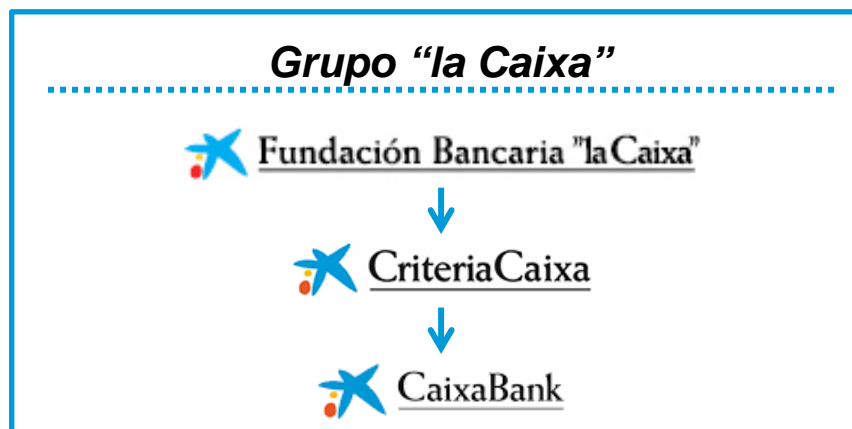 Grupo “la Caixa”
Fundación Bancaria ”la Caixa”
CriteriaCaixa
CaixaBank